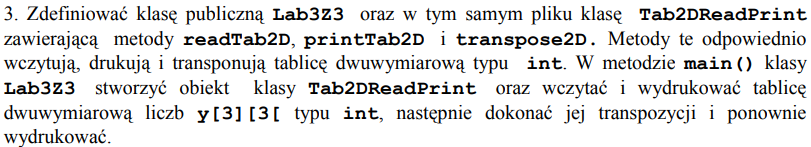 3. Zdefiniować klasę publiczną Lab3Z3 oraz w tym samym pliku klasę Tab2DReadPrint
zawierającą metody readTab2D, printTab2D i transpose2D. Metody te odpowiednio
wczytują, drukują i transponują tablicę dwuwymiarową typu int. W metodzie main() klasy
Lab3Z3 stworzyć obiekt klasy Tab2DReadPrint oraz wczytać i wydrukować tablicę
dwuwymiarową liczb y[3][3[ typu int, następnie dokonać jej transpozycji i ponownie
wydrukować.